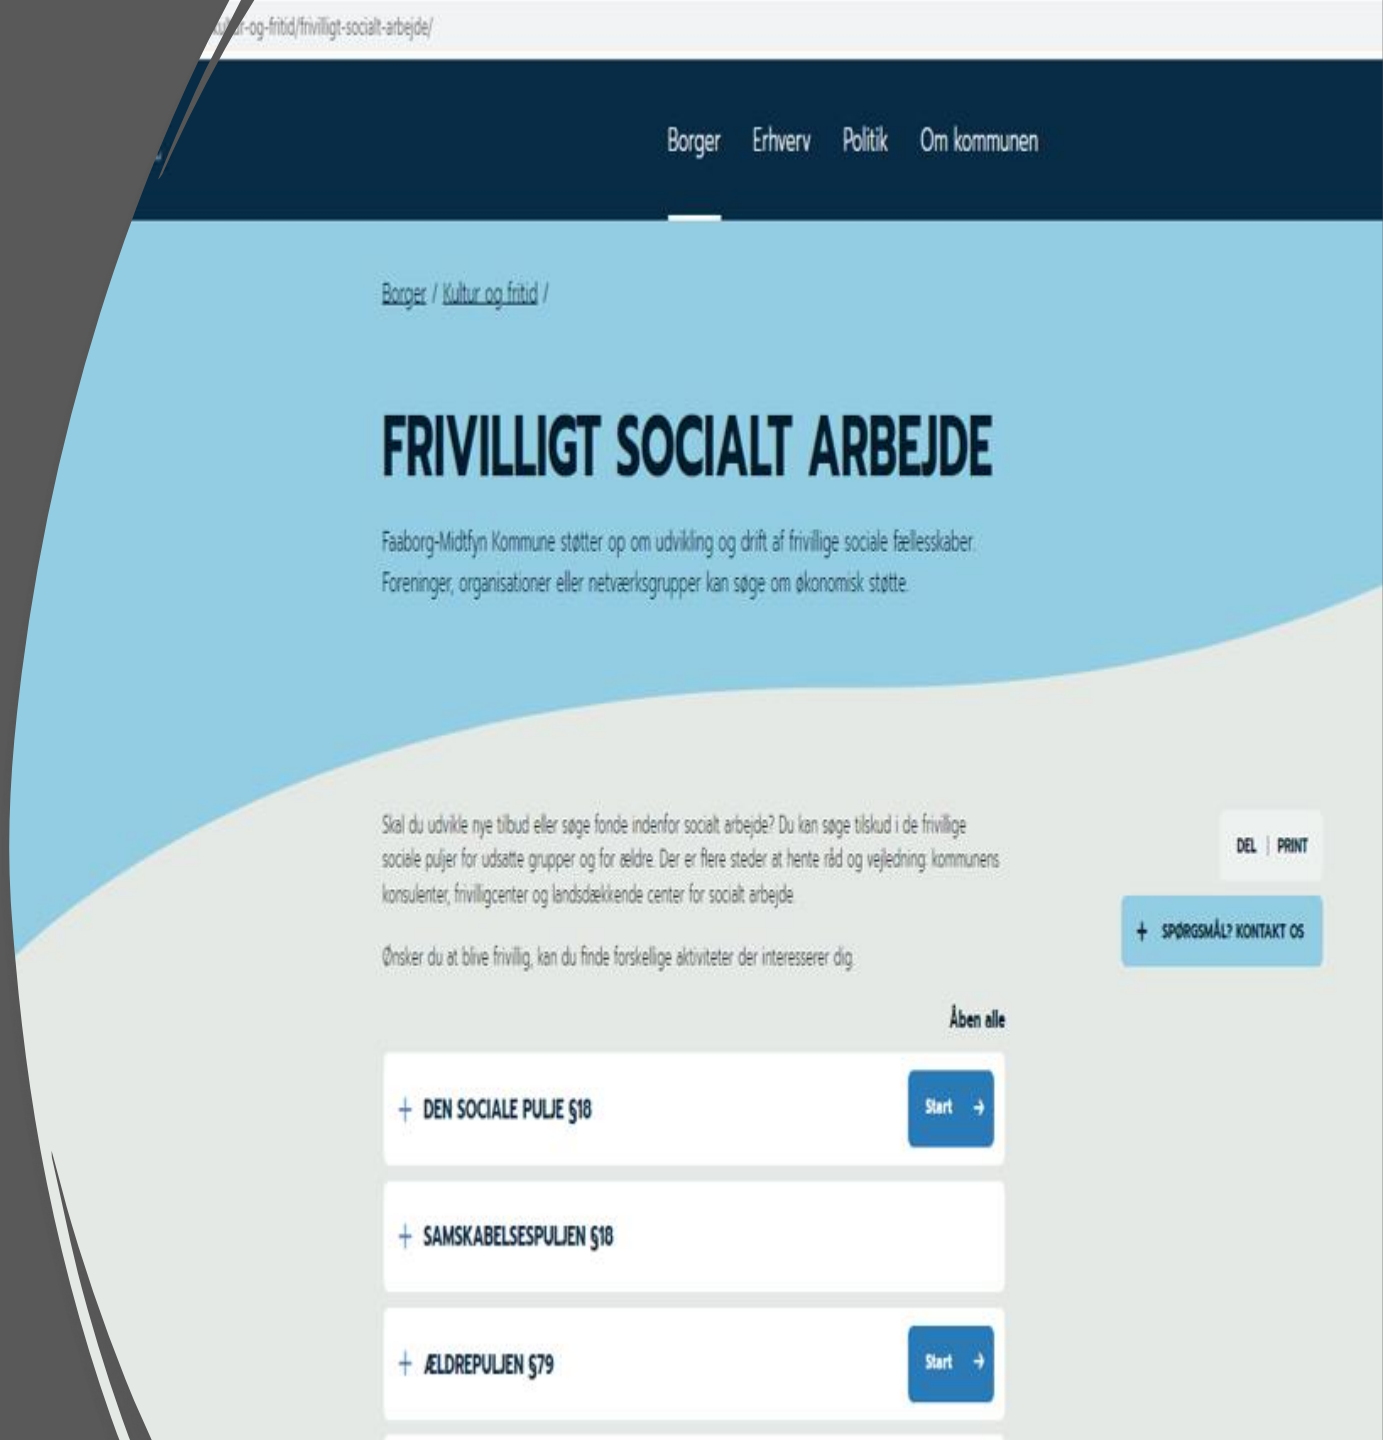 -og-fritid/frivilligt-socialt-arbejde/
Borger Erhverv Politik Om kommunen
Borger / Kultur og fritid /
FRIVILLIGT SOCIALT ARBEJDE
Faaborg-Midtfyn Kommune støtter op om udvikling og drift af frivillige sociale fællesskaber.
Foreninger, organisationer eller netværksgrupper kan søge om økonomisk støtte.
Skal du udvikle nye tilbud eller søge fonde indenfor socialt arbejde? Du kan søge tilskud i de frivillige
sociale puljer for udsatte grupper og for ældre. Der er flere steder at hente råd og vejledning: kommunens
konsulenter, frivilligcenter og landsdækkende center for socialt arbejde.
DEL | PRINT
+ SPØRGSMÅL? KONTAKT OS
Ønsker du at blive frivillig, kan du finde forskellige aktiviteter der interesserer dig.
Åben alle
+ DEN SOCIALE PULJE §18 Start →
+ SAMSKABELSESPULJEN §18
+ ÆLDREPULJEN §79 Start →